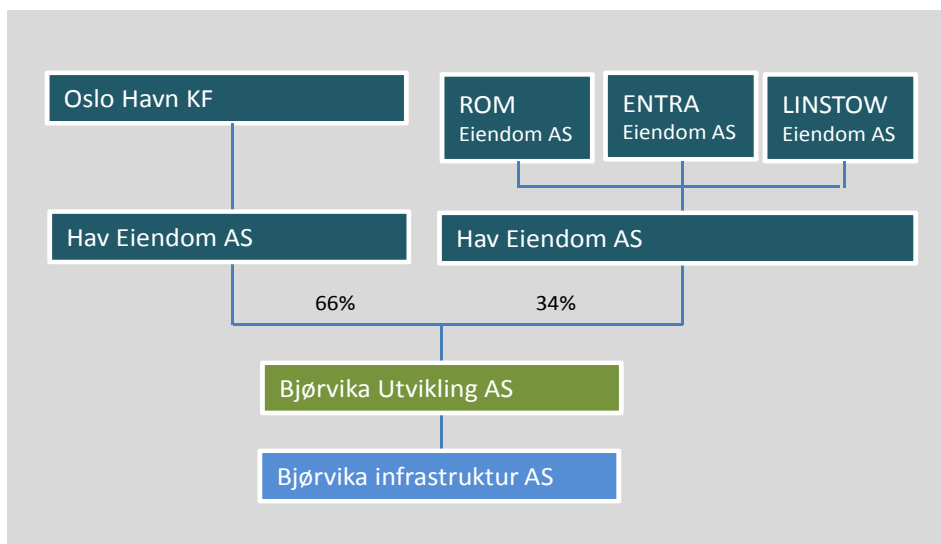 Oslo Havn KF
ROM
Eiendom AS
ENTRA
Eiendom AS
LINSTOW
Eiendom AS
Hav Eiendom AS
Hav Eiendom AS
66%
34%
Bjørvika Utvikling AS
Bjørvika infrastruktur AS